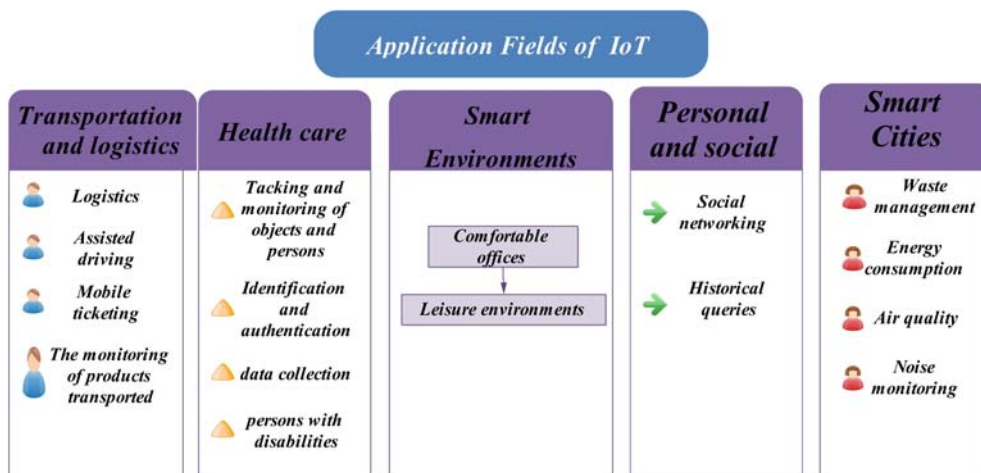 Application Fields of IoT
Transportation
and logistics
Logistics
Assisted
driving
Mobile
ticketing
The monitoring
of products
transported
Health care
Tacking and
monitoring of
objects and
persons
Identification
and
authentication
data collection
persons with
disabilities
Smart
Environments
Comfortable
offices
Leisure environments
Personal
and social
Social
networking
Historical
queries
Smart
Cities
Waste
management
Energy
consumption
Air quality
Noise
monitoring